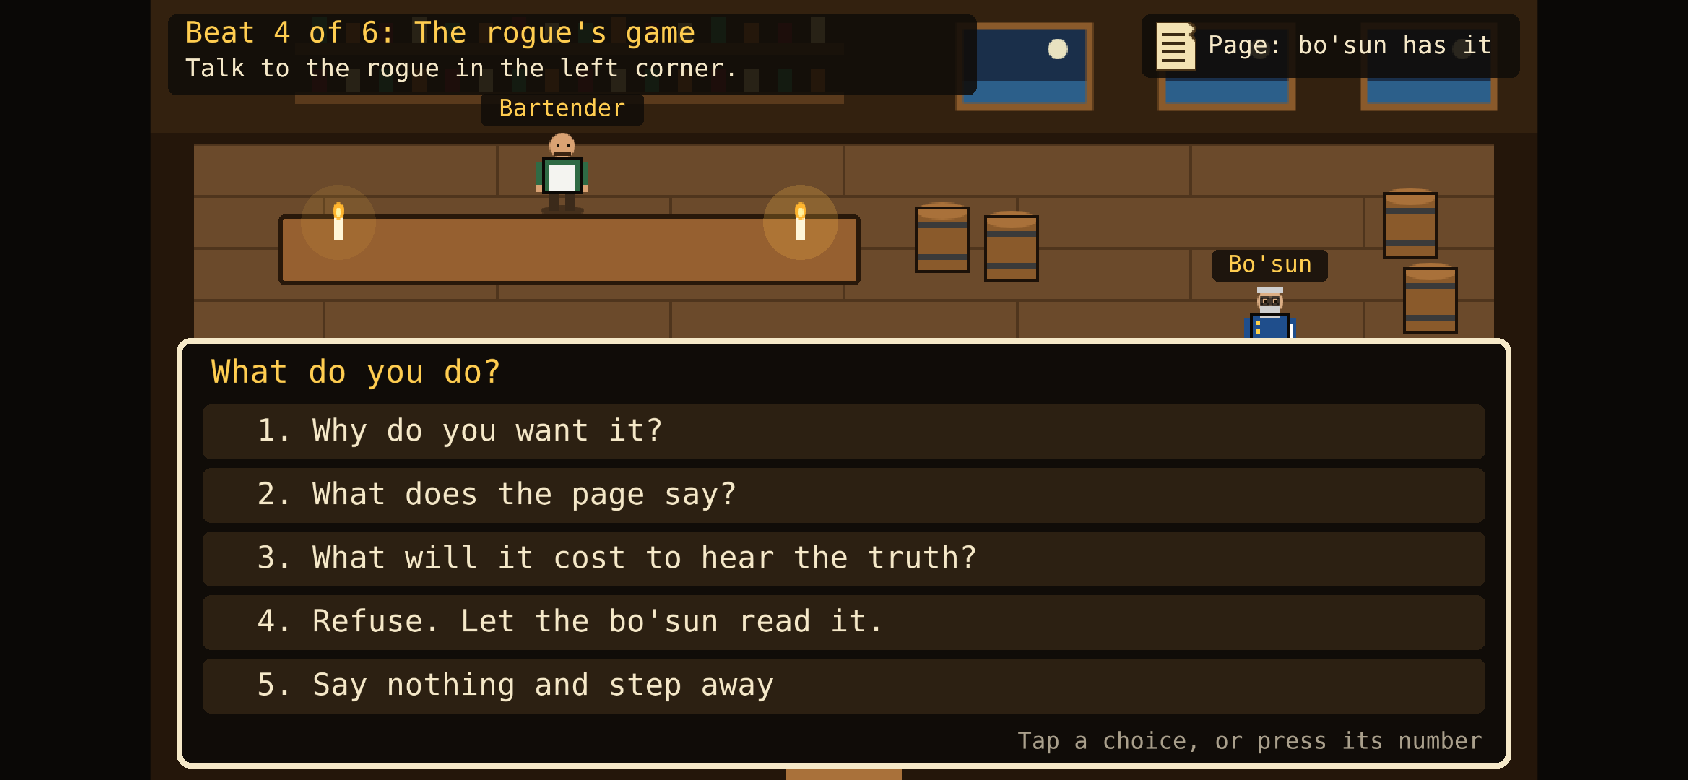 Beat 4 of 6: The rogue's game
Talk to the rogue in the left corner.
Page: bo'sun has it
Bartender
Bo'sun
What do you do?
1. Why do you want it?
2. What does the page say?
3. What will it cost to hear the truth?
4. Refuse. Let the bo'sun read it.
5. Say nothing and step away
Tap a choice, or press its number